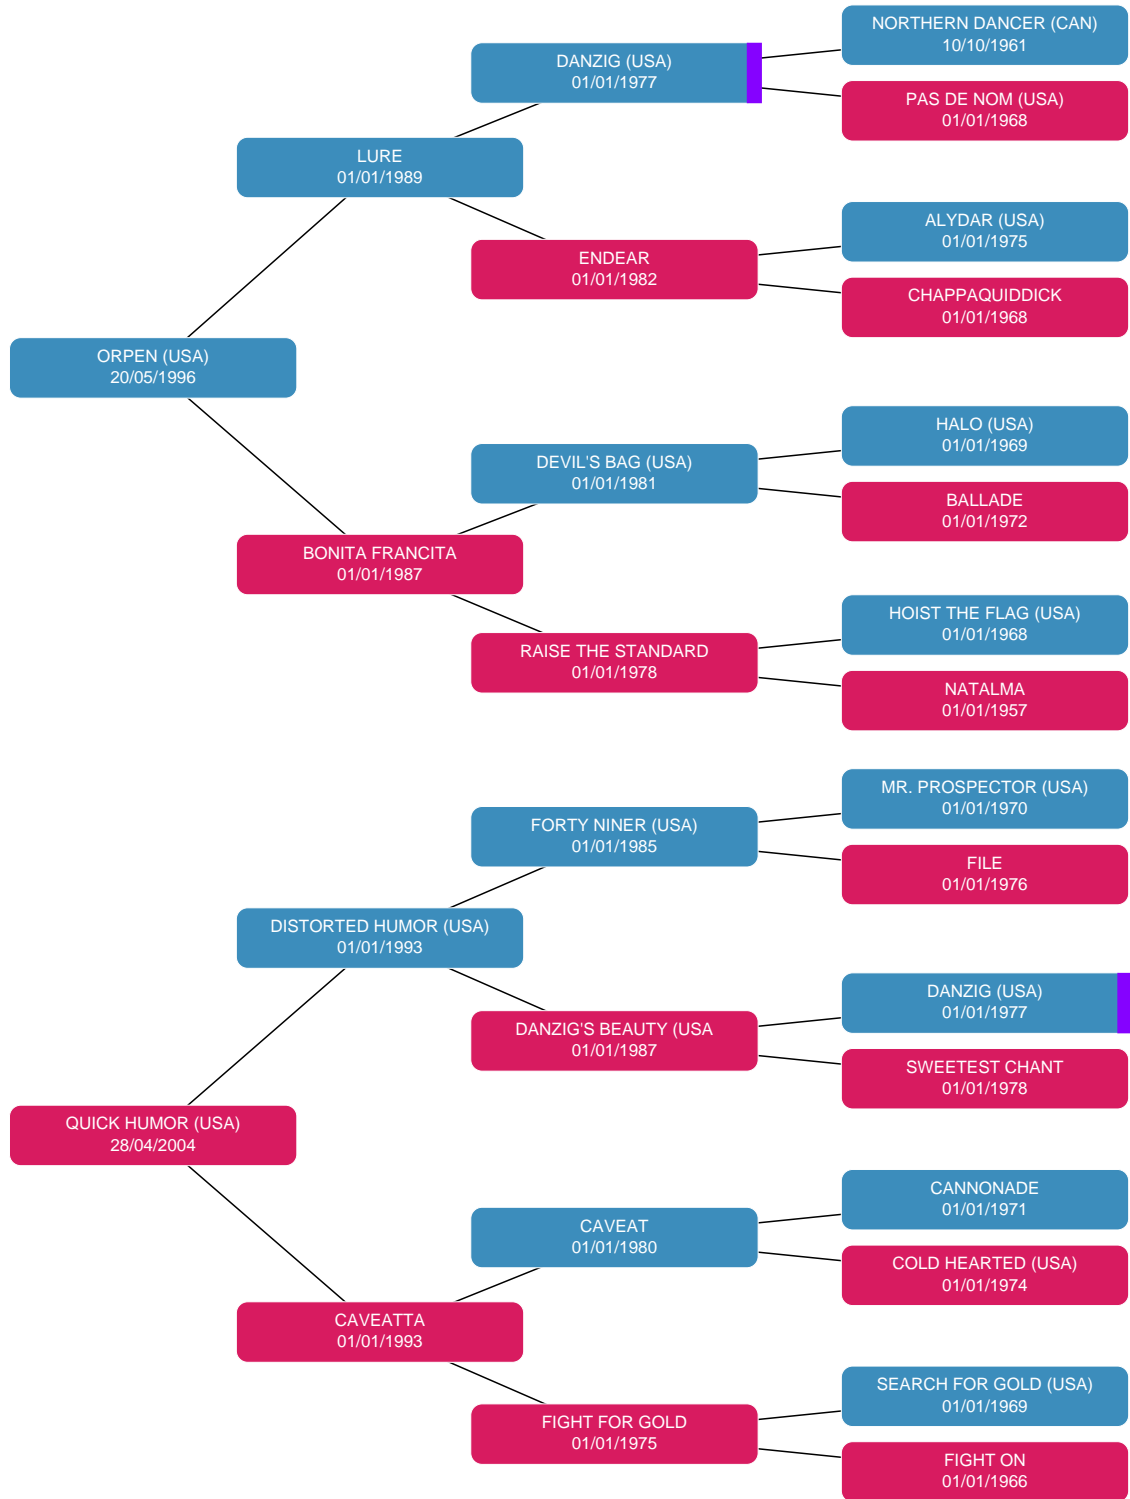 NORTHERN DANCER (CAN)
10/10/1961
DANZIG (USA)
01/01/1977
PAS DE NOM (USA)
01/01/1968
LURE
01/01/1989
ALYDAR (USA)
01/01/1975
ENDEAR
01/01/1982
CHAPPAQUIDDICK
01/01/1968
ORPEN (USA)
20/05/1996
HALO (USA)
01/01/1969
DEVIL'S BAG (USA)
01/01/1981
BALLADE
01/01/1972
BONITA FRANCITA
01/01/1987
HOIST THE FLAG (USA)
01/01/1968
RAISE THE STANDARD
01/01/1978
NATALMA
01/01/1957
MR. PROSPECTOR (USA)
01/01/1970
FORTY NINER (USA)
01/01/1985
FILE
01/01/1976
DISTORTED HUMOR (USA)
01/01/1993
DANZIG (USA)
01/01/1977
DANZIG'S BEAUTY (USA
01/01/1987
SWEETEST CHANT
01/01/1978
QUICK HUMOR (USA)
28/04/2004
CANNONADE
01/01/1971
CAVEAT
01/01/1980
COLD HEARTED (USA)
01/01/1974
CAVEATTA
01/01/1993
SEARCH FOR GOLD (USA)
01/01/1969
FIGHT FOR GOLD
01/01/1975
FIGHT ON
01/01/1966